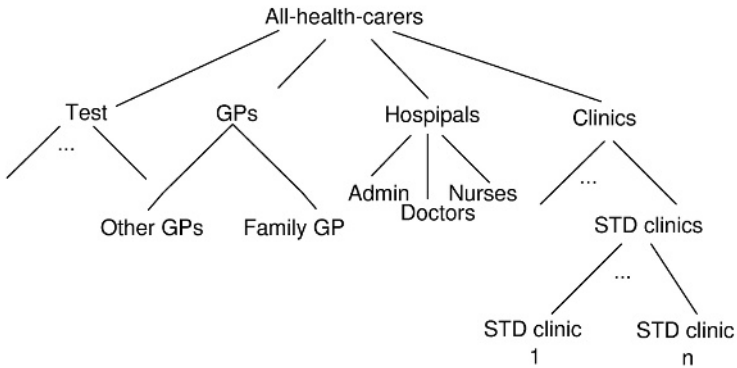 All-health-carers
Test GPs Hospipals Clinics
... ...
Admin Nurses
Doctors
Other GPs Family GP STD clinics
...
STD clinic STD clinic
1 n